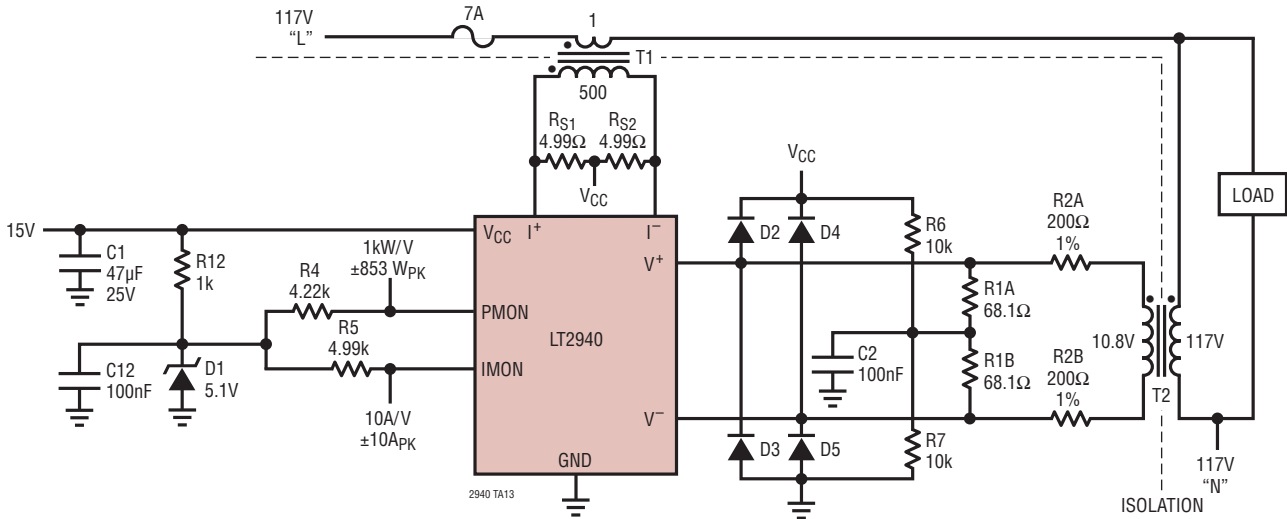 117V
“L”
7A
1
T1
500
RS1
4.99Ω
RS2
4.99Ω
VCC
VCC
15V
C1
47µF
25V
R12
1k
R4
4.22k
1kW/V
±853 WPK
R5
4.99k
C12
100nF
D1
5.1V
10A/V
±10APK
VCC
I+
I–
V+
PMON
LT2940
IMON
V–
GND
2940 TA13
D2
D4
R6
10k
R1A
68.1Ω
C2
100nF
R1B
68.1Ω
D3
D5
R7
10k
R2A
200Ω
1%
10.8V
117V
R2B
200Ω
1%
T2
LOAD
117V
“N”
ISOLATION